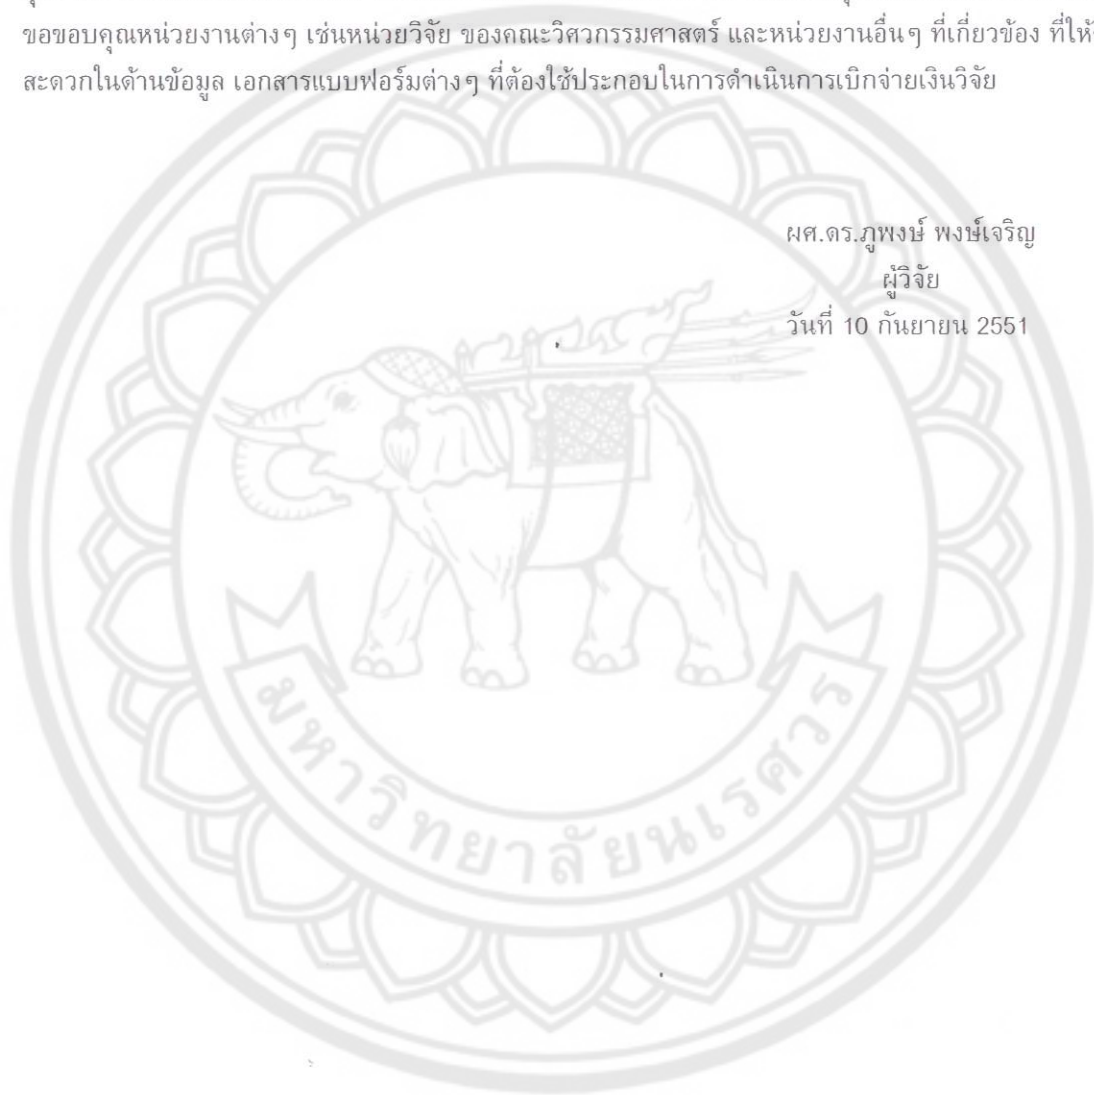 ขอขอบคุณหน่วยงานต่างๆ เช่นหน่วยวิจัย ของคณะวิศวกรรมศาสตร์ และหน่วยงานอื่นๆ ที่เกี่ยวข้อง ที่ให้
สะดวกในด้านข้อมูล เอกสารแบบฟอร์มต่างๆ ที่ต้องใช้ประกอบในการดำเนินการเบิกจ่ายเงินวิจัย
ผศ.ดร.ภูพงษ์ พงษ์เจริญ
ผู้วิจัย
วันที่ 10 กันยายน 2551
มหาวิทยาลัยนเรศวร